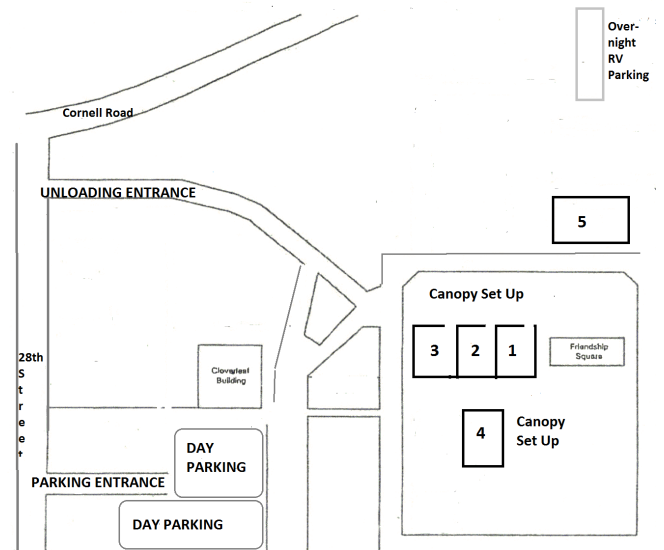 Over-
night
RV
Parking
Cornell Road
UNLOADING ENTRANCE
5
Canopy Set Up
3
2
1
Friendship
Square
28th
S
t
r
e
e
t
Cloverleaf
Building
4
Canopy
Set Up
DAY
PARKING
PARKING ENTRANCE
DAY PARKING